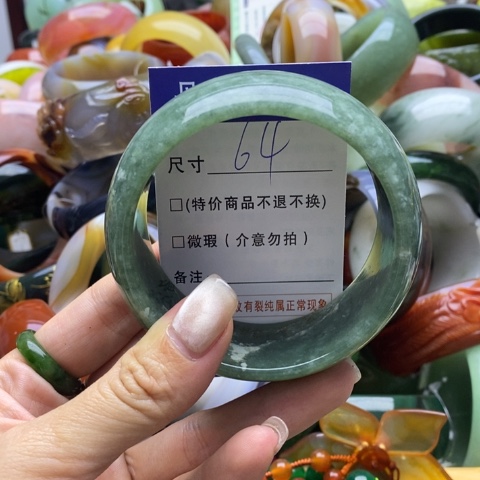 尺寸 64
□(特价商品不退不换)
□微瑕(介意勿拍)
备注
有裂纯属正常现象